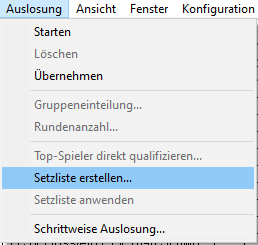 Auslosung Ansicht Fenster Konfiguration
Starten
Löschen
Übernehmen
Gruppeneinteilung...
Rundenanzahl...
Top-Spieler direkt qualifizieren...
Setzliste erstellen...
Setzliste anwenden
Schrittweise Auslosung...